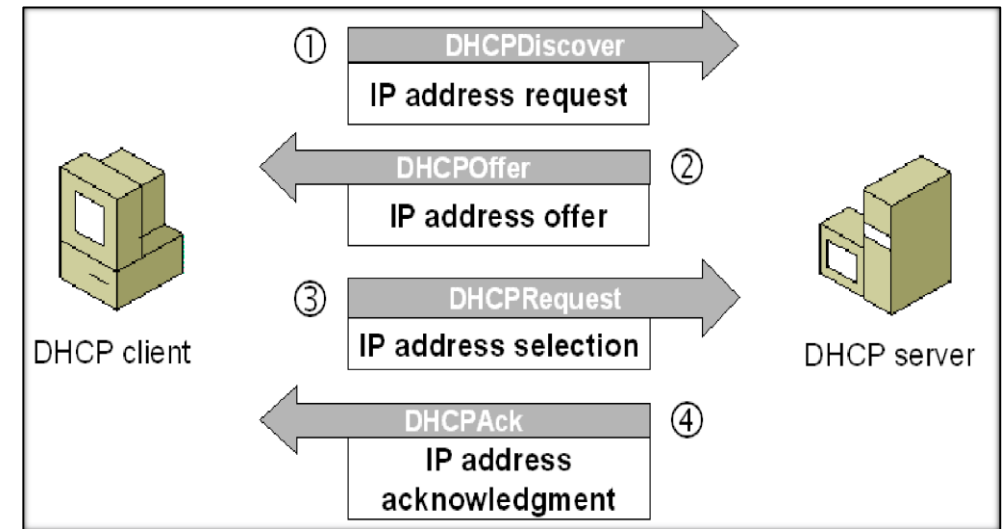 ①
DHCPDiscover
IP address request
DHCPOffer
②
IP address offer
③
DHCPRequest
IP address selection
DHCP client
DHCP server
DHCPAck
④
IP address
acknowledgment